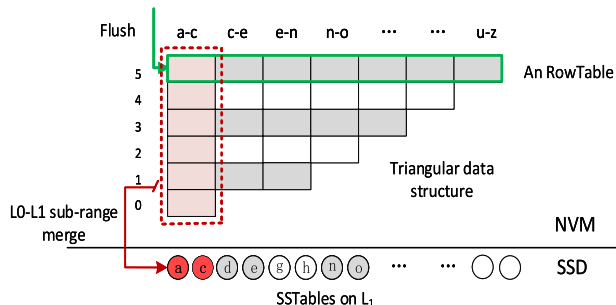 Flush
a-c c-e e-n n-o ... ... u-z
5
An RowTable
4
3
2
1
0
Triangular data
structure
L0-L1 sub-range
merge
NVM
a c d e g h n o ... ...
SSD
SSTables on L₁